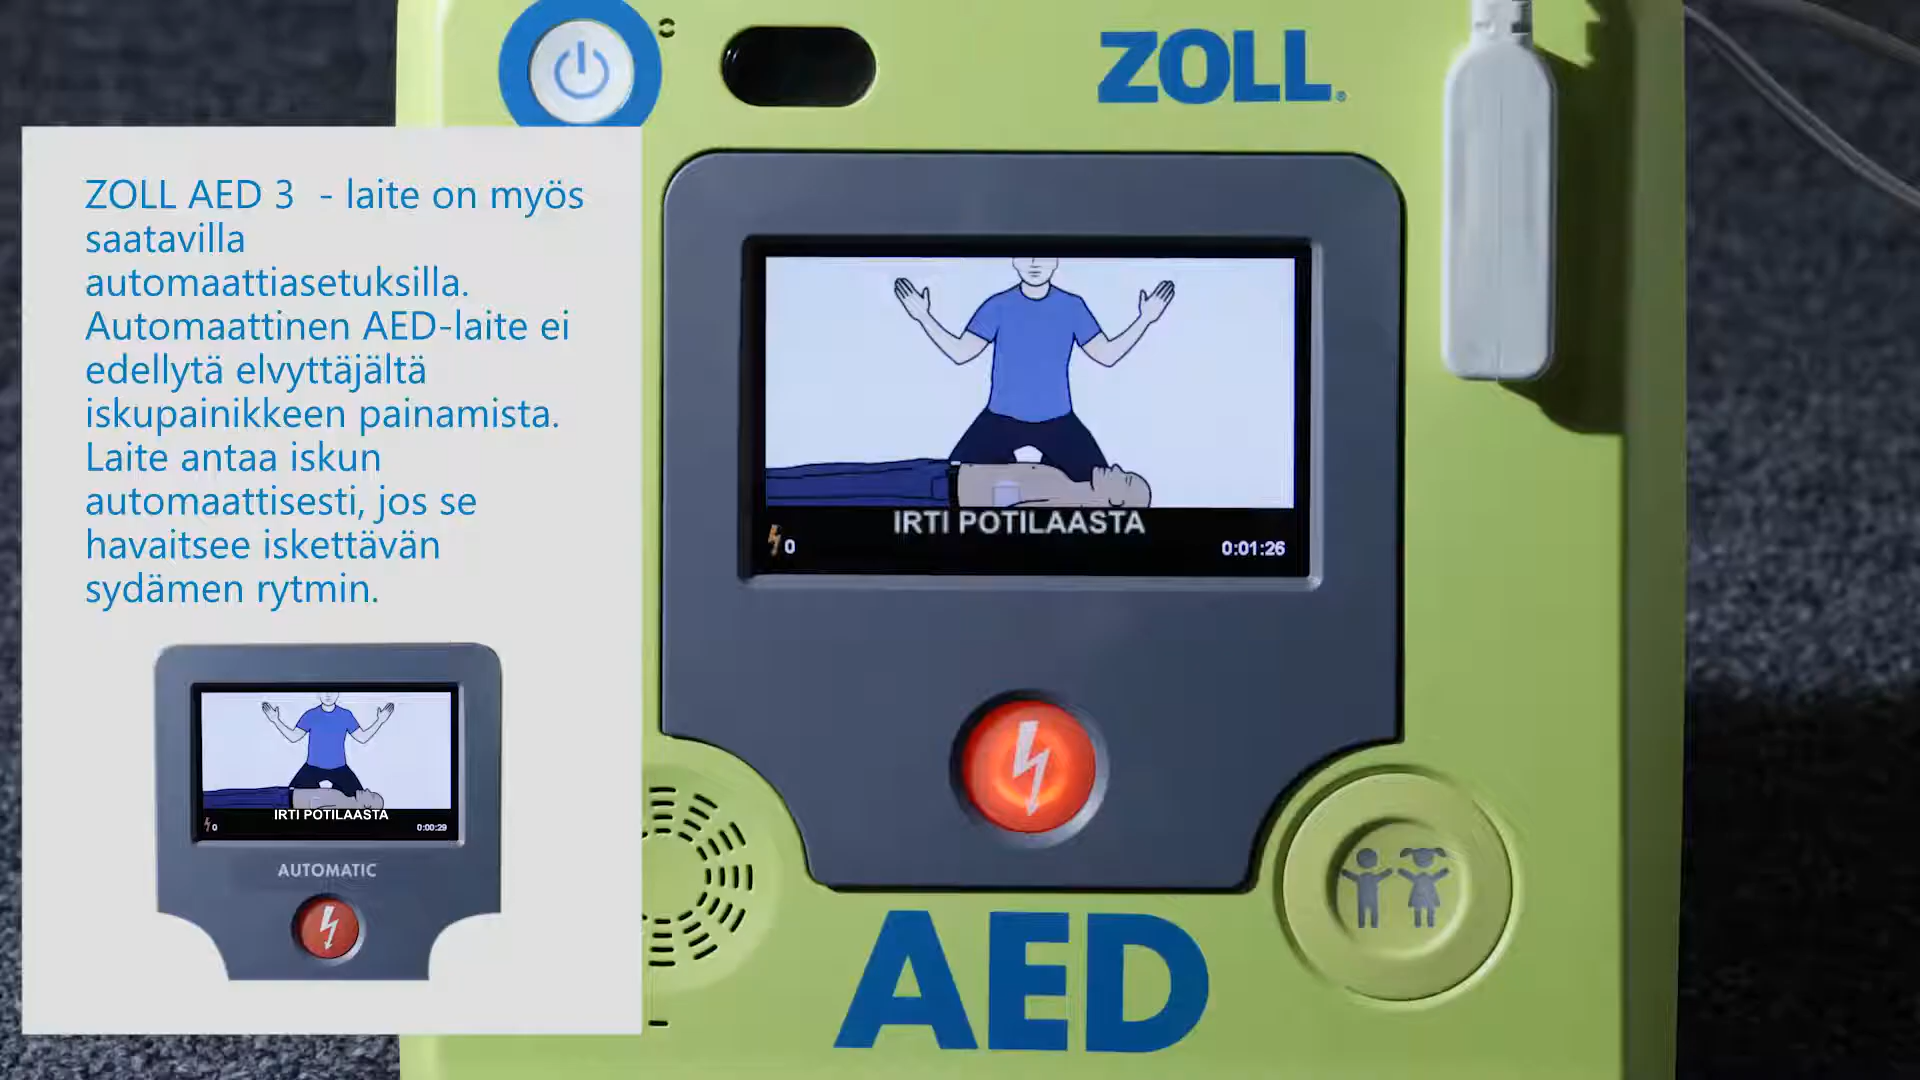 ZOLL®
ZOLL AED 3  - laite on myös
saatavilla
automaattiasetuksilla.
Automaattinen AED-laite ei
edellytä elvyttäjältä
iskupainikkeen painamista.
Laite antaa iskun
automaattisesti, jos se
havaitsee iskettävän
sydämen rytmin.
IRTI POTILAASTA
0
0:01:26
IRTI POTILAASTA
0
0:00:29
AUTOMATIC
AED